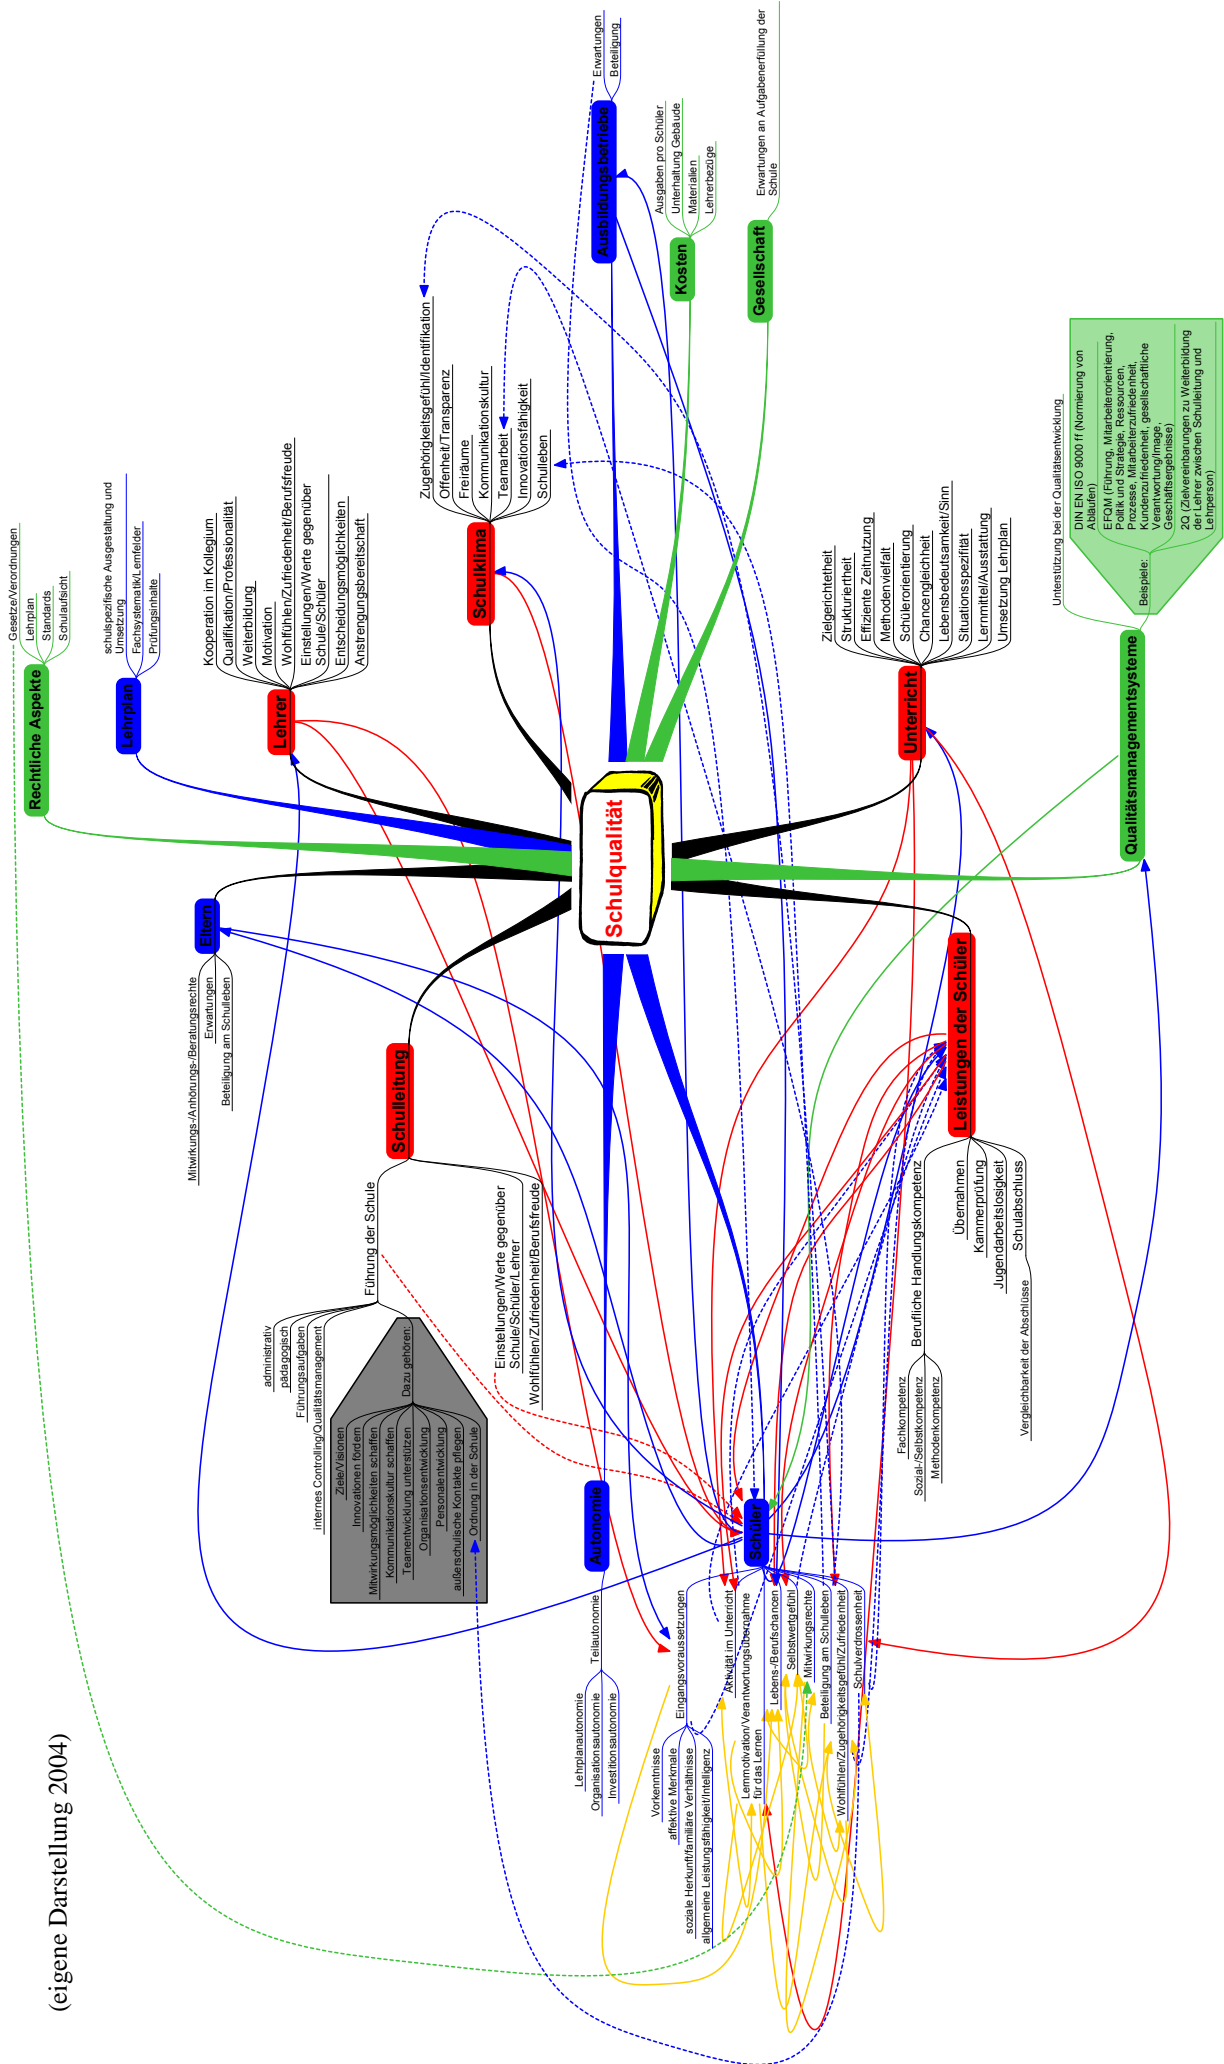 (eigene Darstellung 2004)
Schulqualität
Rechtliche Aspekte
Gesetze/Verordnungen
Lehrplan
Standards
Schulaufsicht
Lehrplan
schulspezifische Ausgestaltung und
Umsetzung
Fachsystematik/Lernfelder
Prüfungsinhalte
Lehrer
Kooperation im Kollegium
Qualifikation/Professionalität
Weiterbildung
Motivation
Wohlfühlen/Zufriedenheit/Berufsfreude
Einstellungen/Werte gegenüber
Schule/Schüler
Entscheidungsmöglichkeiten
Anstrengungsbereitschaft
Schulklima
Zugehörigkeitsgefühl/Identifikation
Offenheit/Transparenz
Freiräume
Kommunikationskultur
Teamarbeit
Innovationsfähigkeit
Schulleben
Ausbildungsbetriebe
Erwartungen
Beteiligung
Kosten
Ausgaben pro Schüler
Unterhaltung Gebäude
Materialien
Lehrerbezüge
Gesellschaft
Erwartungen an Aufgabenerfüllung der
Schule
Unterricht
Zielgerichtetheit
Strukturiertheit
Effiziente Zeitnutzung
Methodenvielfalt
Schülerorientierung
Chancengleichheit
Lebensbedeutsamkeit/Sinn
Situationsspezifität
Lernmittel/Ausstattung
Umsetzung Lehrplan
Qualitätsmanagementsysteme
Unterstützung bei der Qualitätsentwicklung
Beispiele:
DIN EN ISO 9000 ff (Normierung von
Abläufen)
EFQM (Führung, Mitarbeiterorientierung,
Politik und Strategie, Ressourcen,
Prozesse, Mitarbeiterzufriedenheit,
Kundenzufriedenheit, gesellschaftliche
Verantwortung/Image,
Geschäftsergebnisse)
2Q (Zielvereinbarungen zu Weiterbildung
der Lehrer zwischen Schulleitung und
Lehrperson)
Eltern
Mitwirkungs-/Anhörungs-/Beratungsrechte
Erwartungen
Beteiligung am Schulleben
Schulleitung
Führung der Schule
administrativ
pädagogisch
Führungsaufgaben
internes Controlling/Qualitätsmanagement
Dazu gehören:
Ziele/Visionen
Innovationen fördern
Mitwirkungsmöglichkeiten schaffen
Kommunikationskultur schaffen
Teamentwicklung unterstützen
Organisationsentwicklung
Personalentwicklung
außerschulische Kontakte pflegen
Ordnung in der Schule
Einstellungen/Werte gegenüber
Schule/Schüler/Lehrer
Wohlfühlen/Zufriedenheit/Berufsfreude
Autonomie
Teilautonomie
Lehrplanautonomie
Organisationsautonomie
Investitionsautonomie
Schüler
Eingangsvoraussetzungen
Vorkenntnisse
affektive Merkmale
soziale Herkunft/familiäre Verhältnisse
allgemeine Leistungsfähigkeit/Intelligenz
Aktivität im Unterricht
Lernmotivation/Verantwortungsübernahme
für das Lernen
Lebens-/Berufschancen
Selbstwertgefühl
Mitwirkungsrechte
Beteiligung am Schulleben
Wohlfühlen/Zugehörigkeitsgefühl/Zufriedenheit
Schulverdrossenheit
Leistungen der Schüler
Berufliche Handlungskompetenz
Fachkompetenz
Sozial-/Selbstkompetenz
Methodenkompetenz
Übernahmen
Kammerprüfung
Jugendarbeitslosigkeit
Schulabschluss
Vergleichbarkeit der Abschlüsse